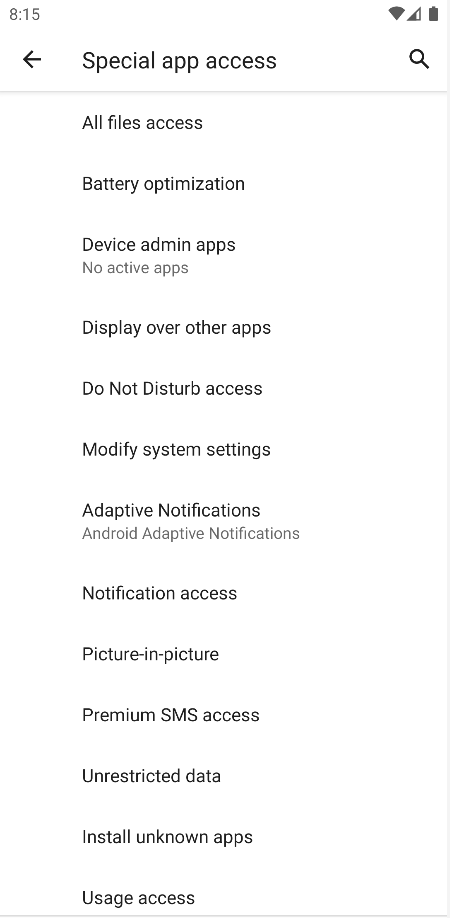 8:15
Special app access
All files access
Battery optimization
Device admin apps
No active apps
Display over other apps
Do Not Disturb access
Modify system settings
Adaptive Notifications
Android Adaptive Notifications
Notification access
Picture-in-picture
Premium SMS access
Unrestricted data
Install unknown apps
Usage access